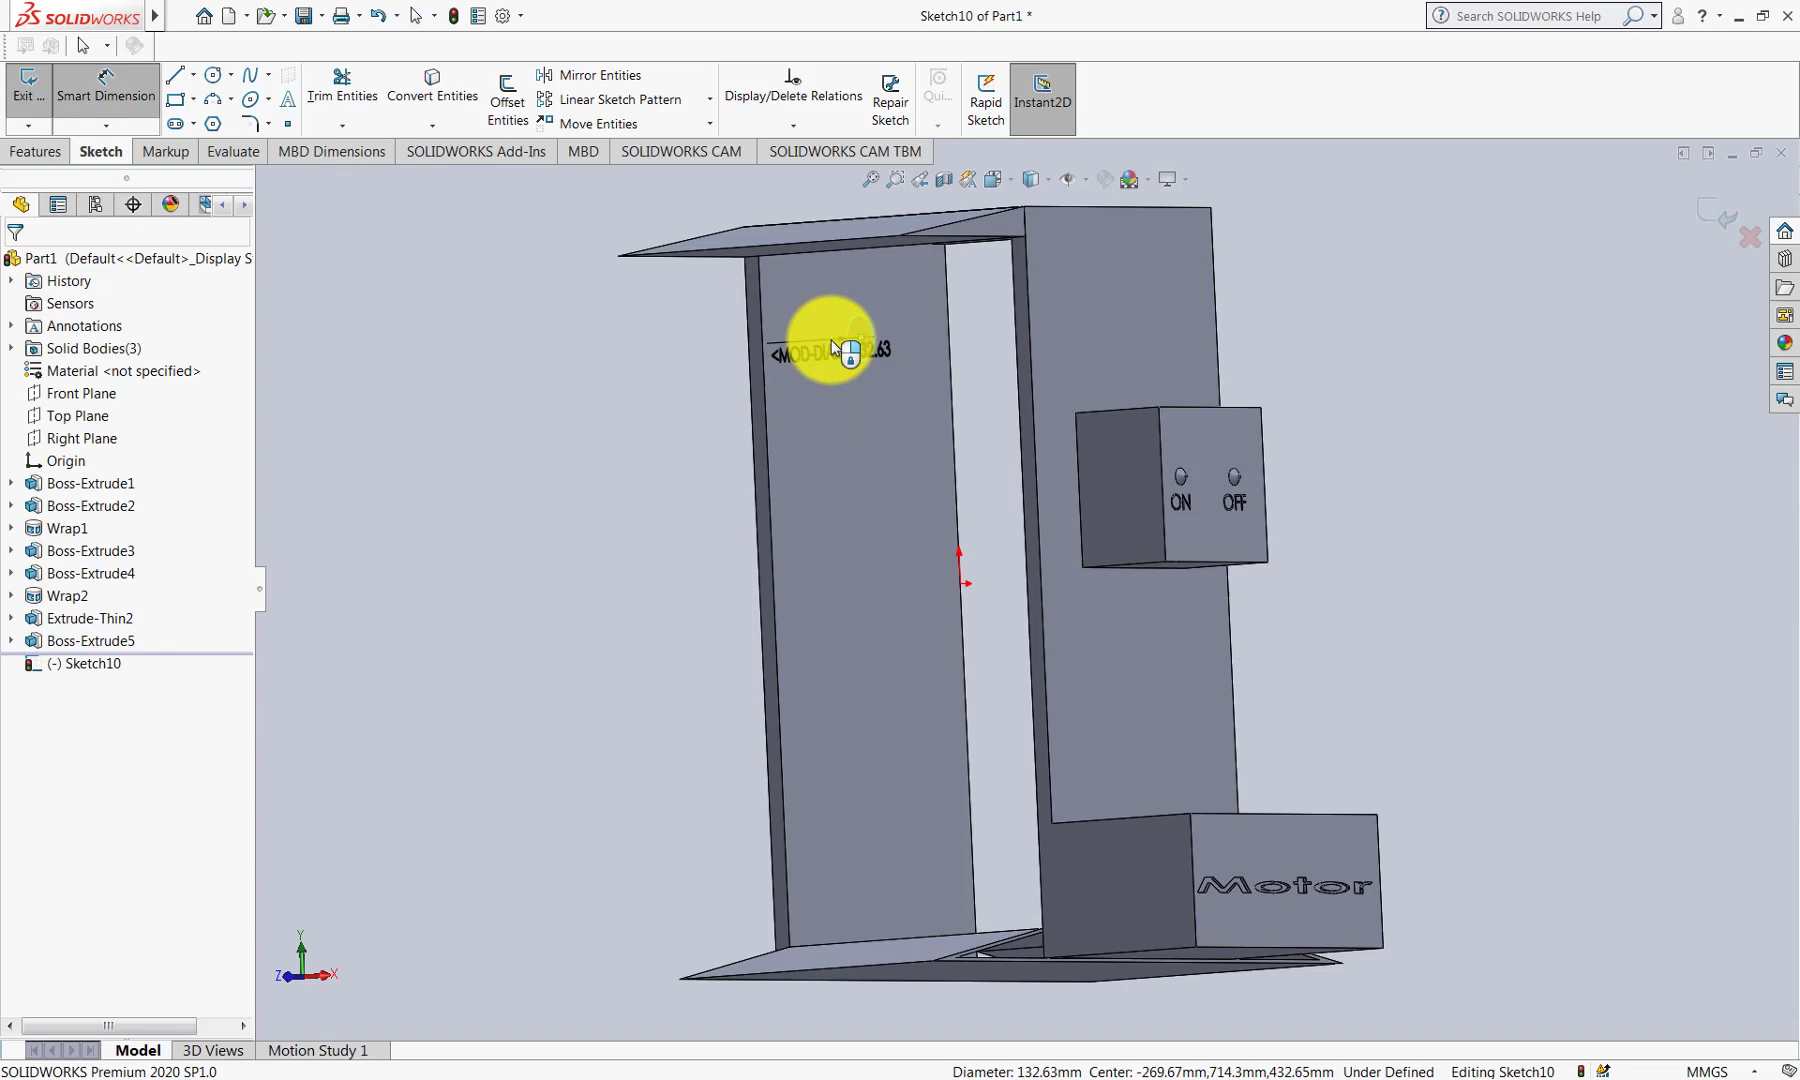 SOLIDWORKS
Sketch10 of Part1 *
Search SOLIDWORKS Help
Exit ...
Smart Dimension
Trim Entities
Convert Entities
Offset Entities
Mirror Entities
Linear Sketch Pattern
Move Entities
Display/Delete Relations
Repair Sketch
Qui...
Rapid Sketch
Instant2D
Features
Sketch
Markup
Evaluate
MBD Dimensions
SOLIDWORKS Add-Ins
MBD
SOLIDWORKS CAM
SOLIDWORKS CAM TBM
Part1 (Default<<Default>_Display S
History
Sensors
Annotations
Solid Bodies(3)
Material <not specified>
Front Plane
Top Plane
Right Plane
Origin
Boss-Extrude1
Boss-Extrude2
Wrap1
Boss-Extrude3
Boss-Extrude4
Wrap2
Extrude-Thin2
Boss-Extrude5
(-) Sketch10
ON OFF
Motor
Y
Z
X
Model
3D Views
Motion Study 1
SOLIDWORKS Premium 2020 SP1.0
Diameter: 132.63mm Center: -269.67mm,714.3mm,432.65mm Under Defined Editing Sketch10
MMGS